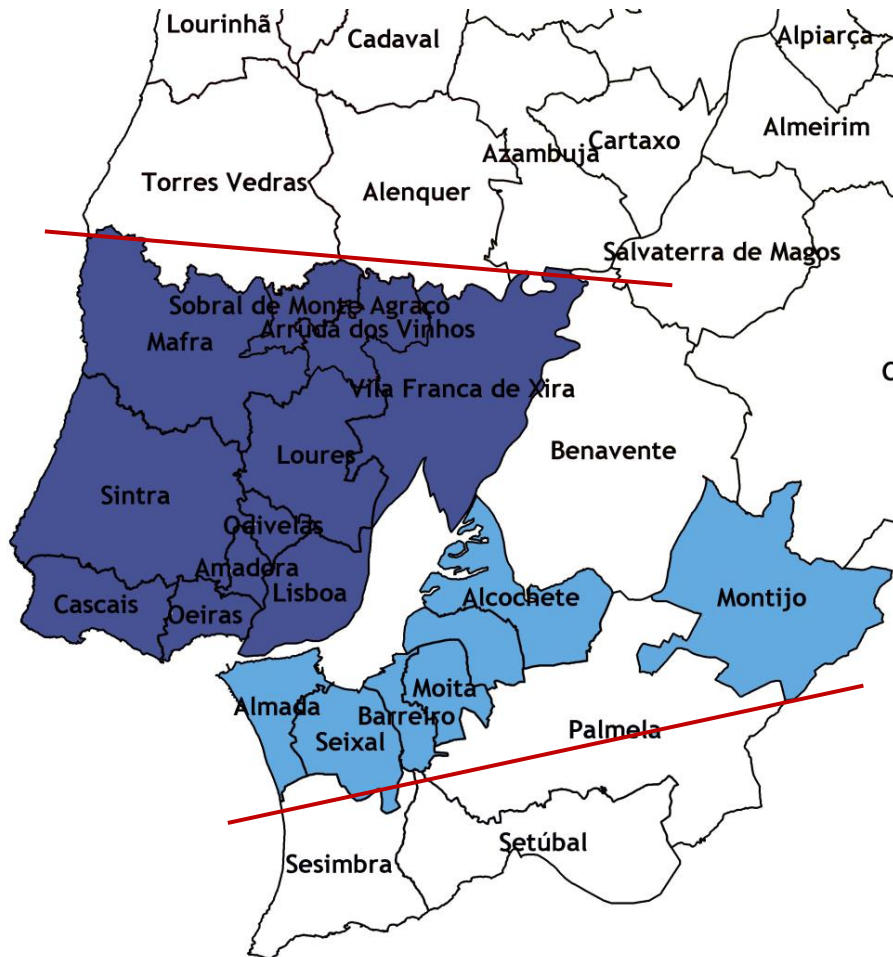 Lourinhã
Cadaval
Alpiarça
Azambuja
Cartaxo
Almeirim
Torres Vedras
Alenquer
Salvaterra de Magos
Sobral de Monte Agraço
Arruda dos Vinhos
Mafra
C
Vila Franca de Xira
Loures
Benavente
Sintra
Odivelas
Amadora
Lisboa
Cascais
Oeiras
Alcochete
Montijo
Almada
Moita
Barreiro
Seixal
Palmela
Sesimbra
Setúbal